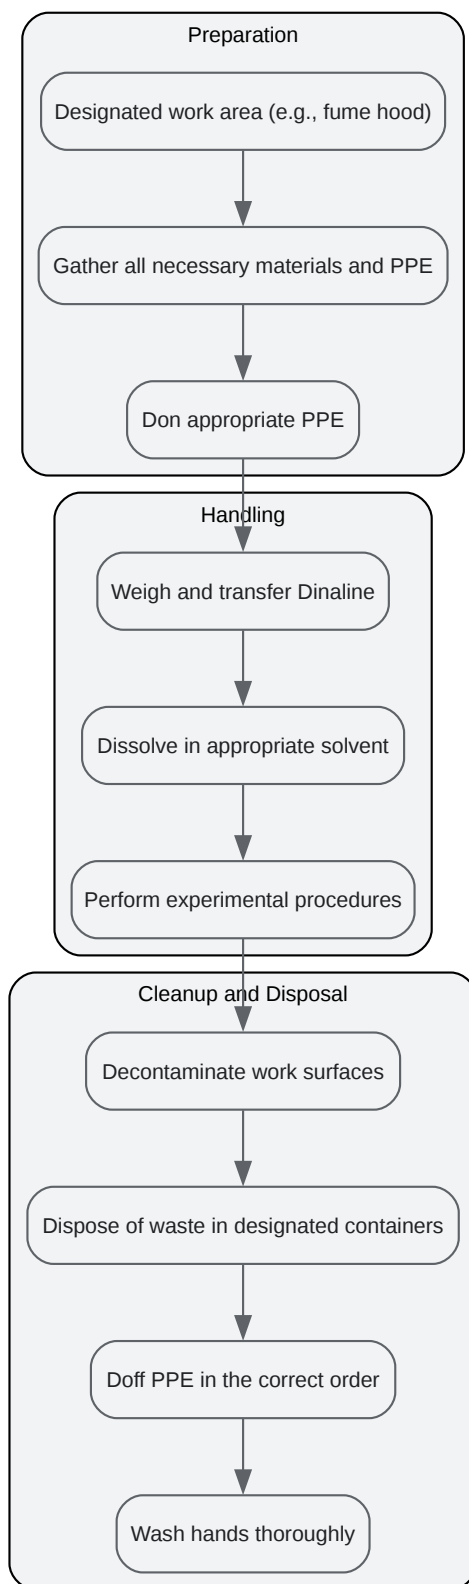 Preparation
Designated work area (e.g., fume hood)
Gather all necessary materials and PPE
Don appropriate PPE
Handling
Weigh and transfer Dinaline
Dissolve in appropriate solvent
Perform experimental procedures
Cleanup and Disposal
Decontaminate work surfaces
Dispose of waste in designated containers
Doff PPE in the correct order
Wash hands thoroughly